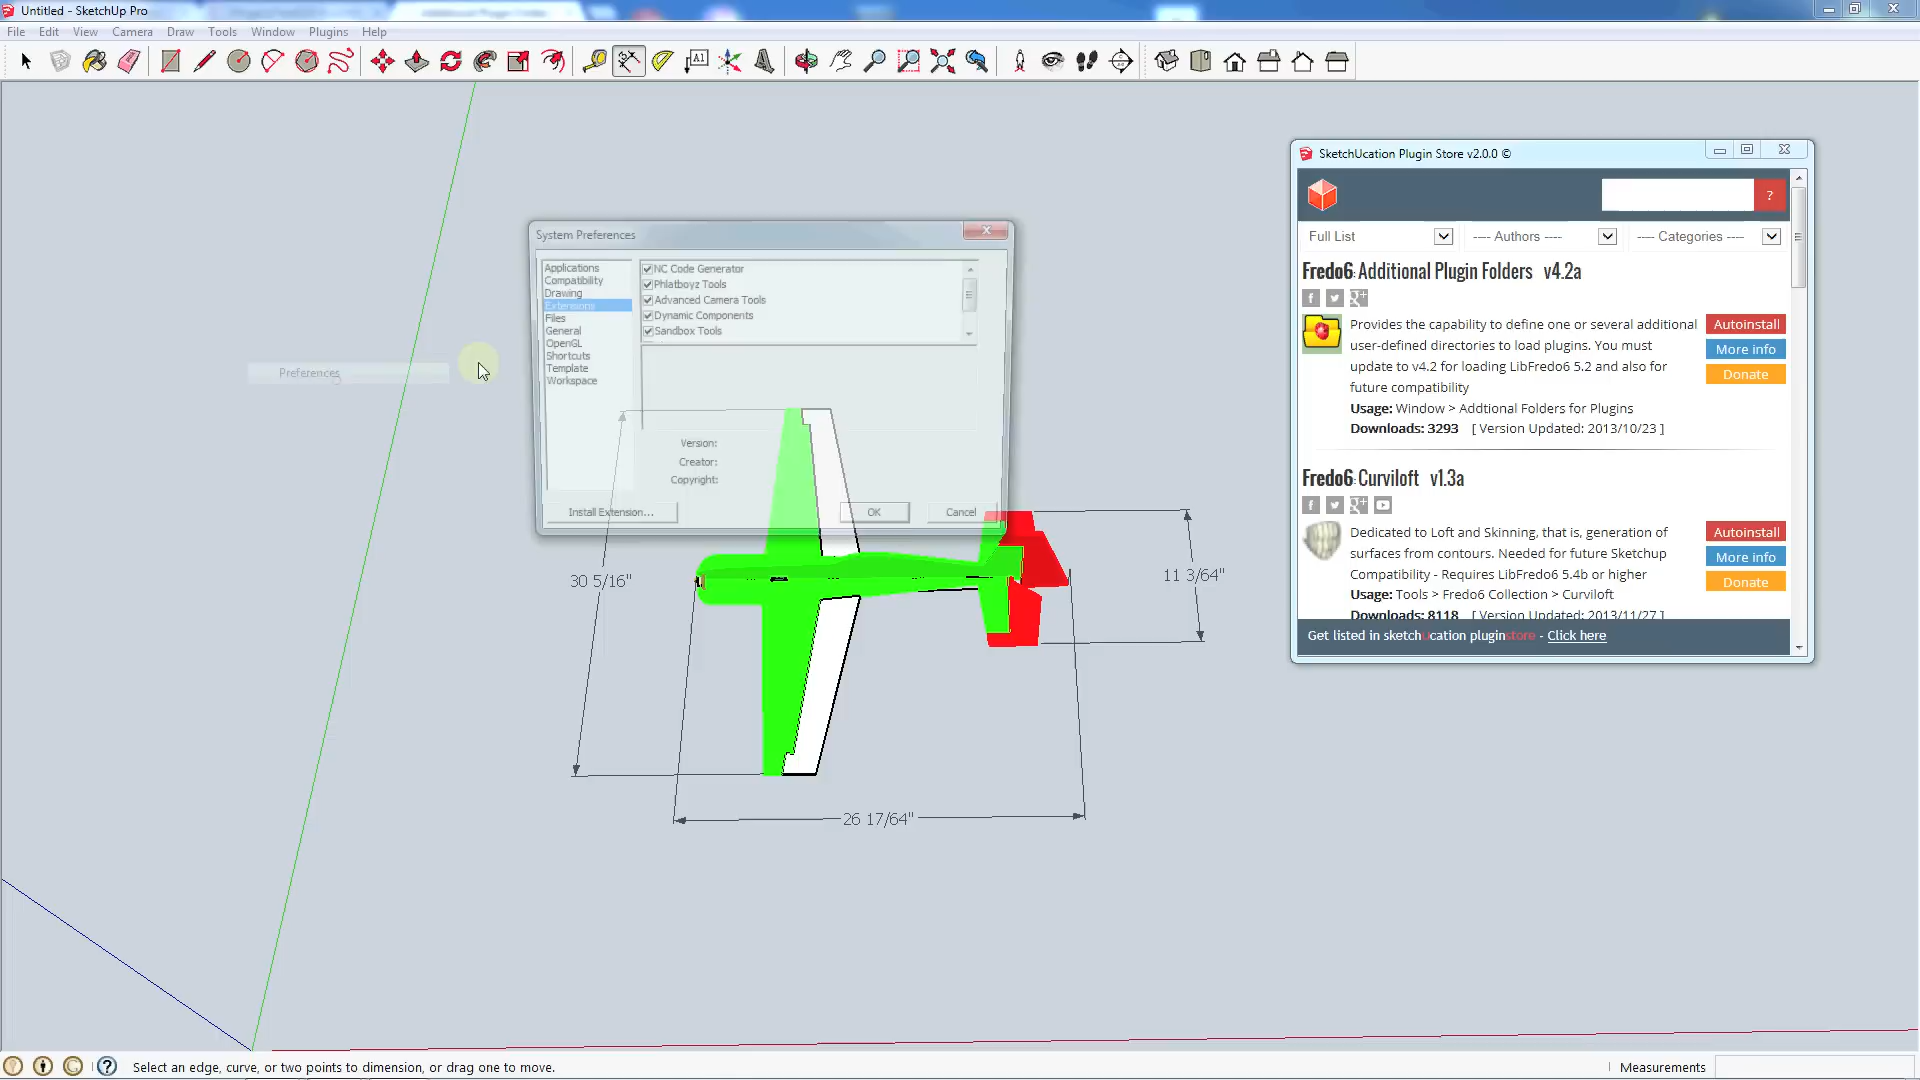 Untitled - SketchUp Pro
File Edit View Camera Draw Tools Window Plugins Help
A1
SketchUcation Plugin Store v2.0.0 ©
?
Full List ---- Authors ---- ---- Categories ----
Fredo6: Additional Plugin Folders v4.2a
Provides the capability to define one or several additional
user-defined directories to load plugins. You must
update to v4.2 for loading LibFredo6 5.2 and also for
future compatibility
Usage: Window > Addtional Folders for Plugins
Downloads: 3293 [ Version Updated: 2013/10/23 ]
Autoinstall
More info
Donate
Fredo6: Curviloft v1.3a
Dedicated to Loft and Skinning, that is, generation of
surfaces from contours. Needed for future Sketchup
Compatibility - Requires LibFredo6 5.4b or higher
Usage: Tools > Fredo6 Collection > Curviloft
Downloads: 8118 [ Version Updated: 2013/11/27 ]
Autoinstall
More info
Donate
Get listed in sketchUcation pluginstore - Click here
System Preferences
Applications
Compatibility
Drawing
Extensions
Files
General
OpenGL
Shortcuts
Template
Workspace
NC Code Generator
Phlatboyz Tools
Advanced Camera Tools
Dynamic Components
Sandbox Tools
Version:
Creator:
Copyright:
Install Extension... OK Cancel
Preferences
30 5/16"
11 3/64"
26 17/64"
Select an edge, curve, or two points to dimension, or drag one to move.
Measurements